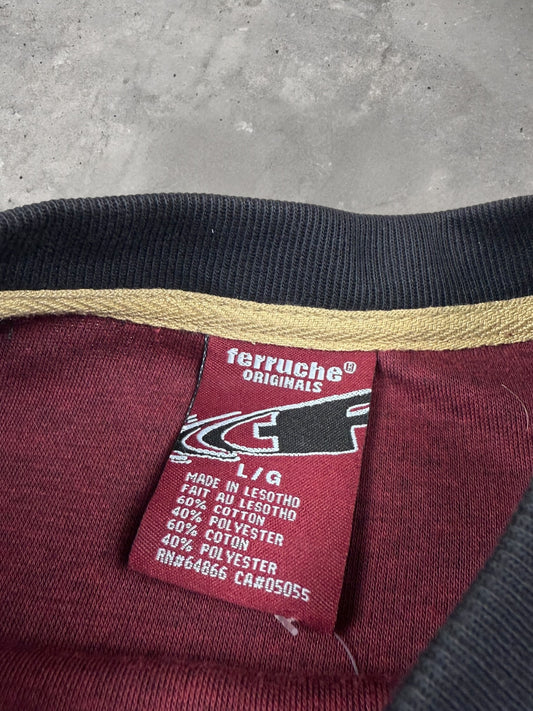 ferruche®
ORIGINALS
L/G
MADE IN LESOTHO
FAIT AU LESOTHO
60% COTTON
40% POLYESTER
60% COTON
40% POLYESTER
RN#64866 CA#05055